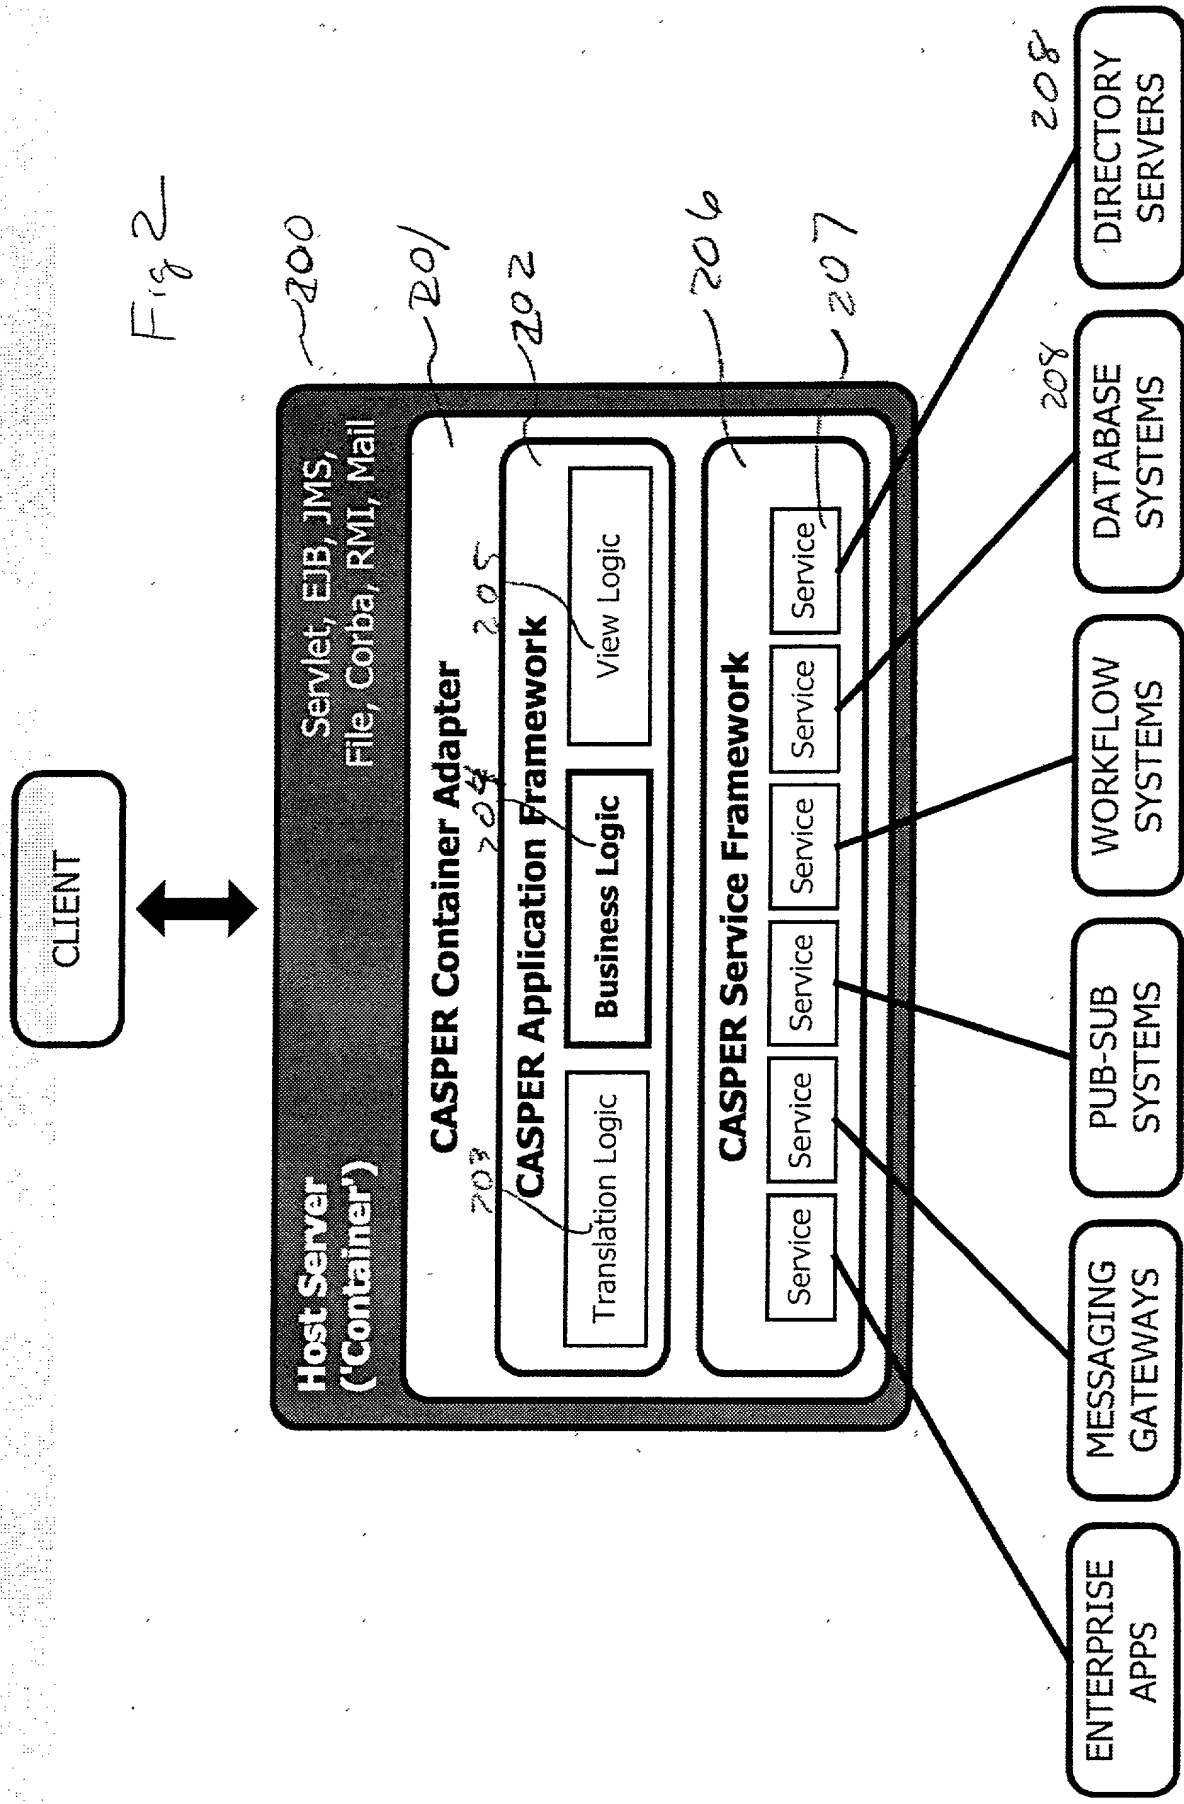 Fig 2
CLIENT
200
Host Server
('Container')
Servlet, EJB, JMS,
File, Corba, RMI, Mail
201
CASPER Container Adapter
202
203
204
205
CASPER Application Framework
Translation Logic
Business Logic
View Logic
206
CASPER Service Framework
207
Service
Service
Service
Service
Service
Service
208
208
ENTERPRISE
APPS
MESSAGING
GATEWAYS
PUB-SUB
SYSTEMS
WORKFLOW
SYSTEMS
DATABASE
SYSTEMS
DIRECTORY
SERVERS